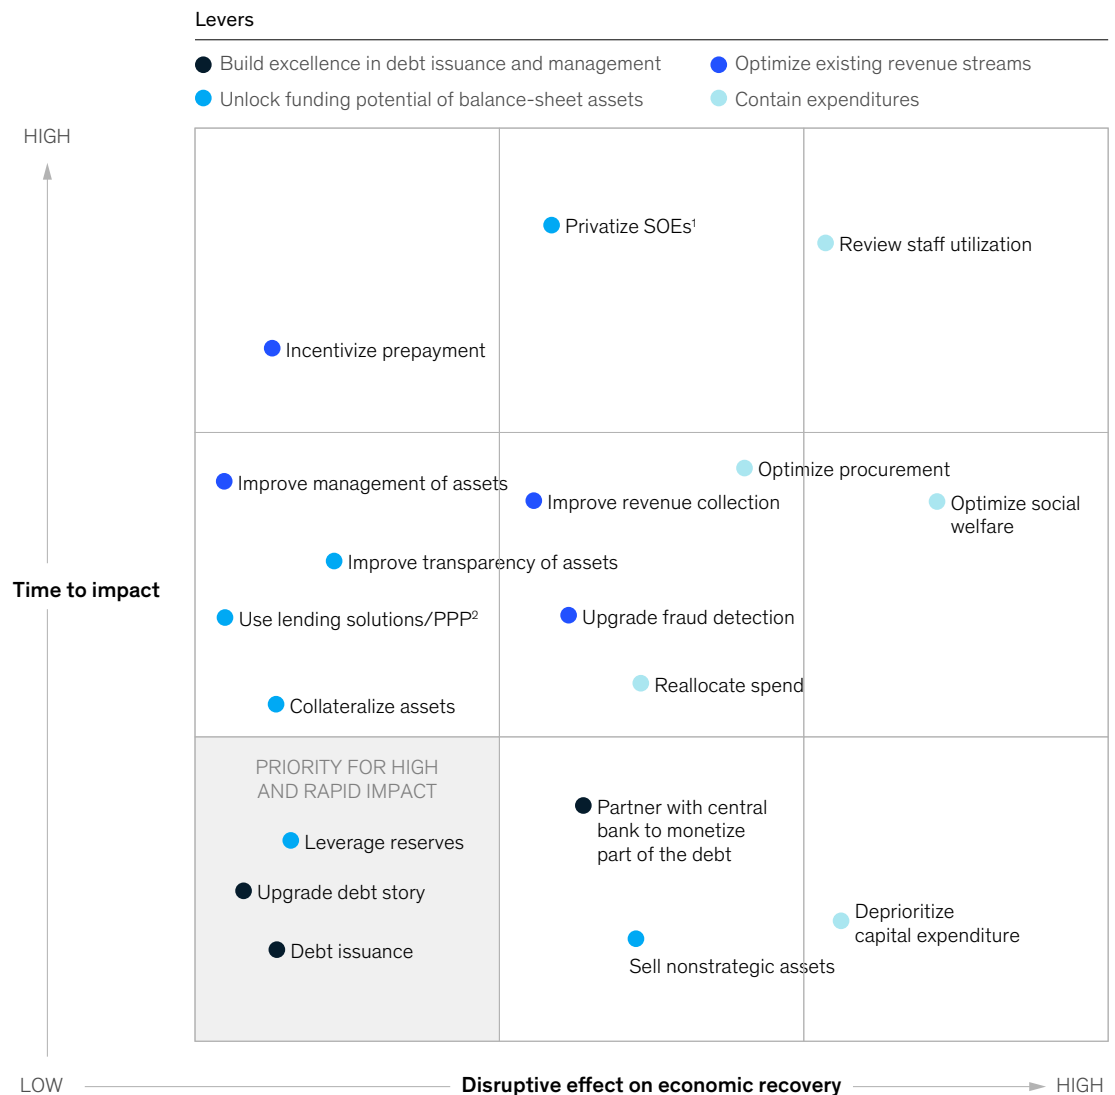 Levers
Build excellence in debt issuance and management
Optimize existing revenue streams
Unlock funding potential of balance-sheet assets
Contain expenditures
HIGH
Privatize SOEs¹
Review staff utilization
Incentivize prepayment
Optimize procurement
Improve management of assets
Improve revenue collection
Optimize social
welfare
Improve transparency of assets
Time to impact
Use lending solutions/PPP²
Upgrade fraud detection
Reallocate spend
Collateralize assets
PRIORITY FOR HIGH
AND RAPID IMPACT
Partner with central
bank to monetize
part of the debt
Leverage reserves
Upgrade debt story
Deprioritize
capital expenditure
Debt issuance
Sell nonstrategic assets
LOW
Disruptive effect on economic recovery
HIGH